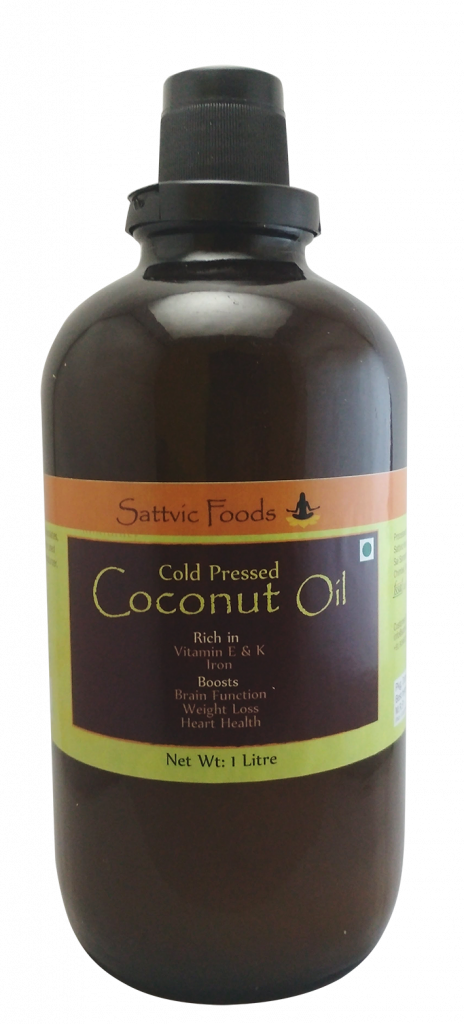 Sattvic Foods
Cold Pressed
Coconut Oil
Rich in
Vitamin E & K
Iron
Boosts
Brain Function
Weight Loss
Heart Health
Net Wt: 1 Litre